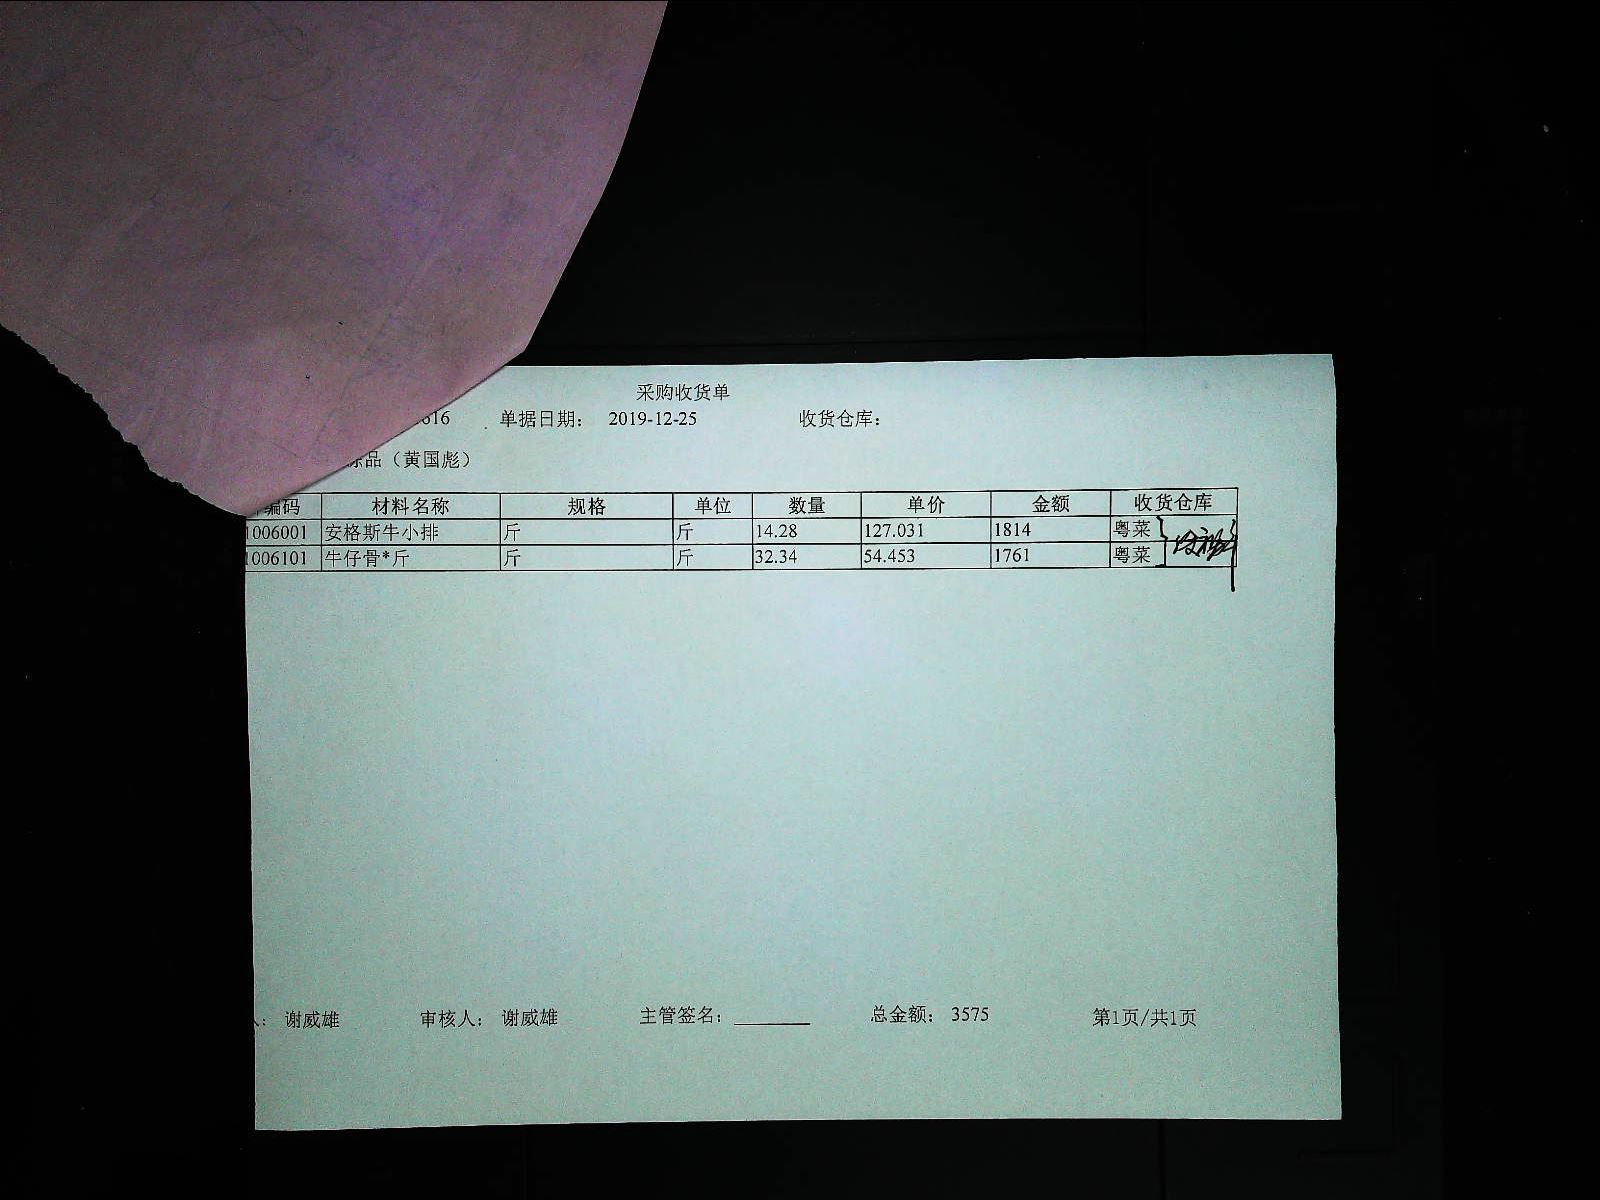 采购收货单
616 单据日期: 2019-12-25 收货仓库:
冻品（黄国彪）
编码 材料名称 规格 单位 数量 单价 金额 收货仓库
1006001 安格斯牛小排 斤 斤 14.28 127.031 1814 粤菜
1006101 牛仔骨*斤 斤 斤 32.34 54.453 1761 粤菜
人: 谢威雄 审核人: 谢威雄 主管签名: 总金额: 3575 第1页/共1页